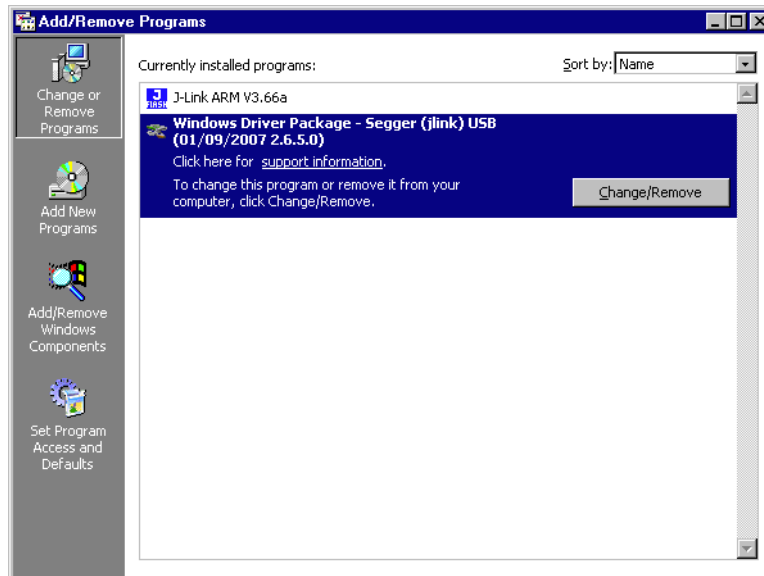 Add/Remove Programs
Change or
Remove
Programs
Add New
Programs
Add/Remove
Windows
Components
Set Program
Access and
Defaults
Currently installed programs:
Sort by: Name
J FLASH
J-Link ARM V3.66a
Windows Driver Package - Segger (jlink) USB
(01/09/2007 2.6.5.0)
Click here for support information.
To change this program or remove it from your
computer, click Change/Remove.
Change/Remove